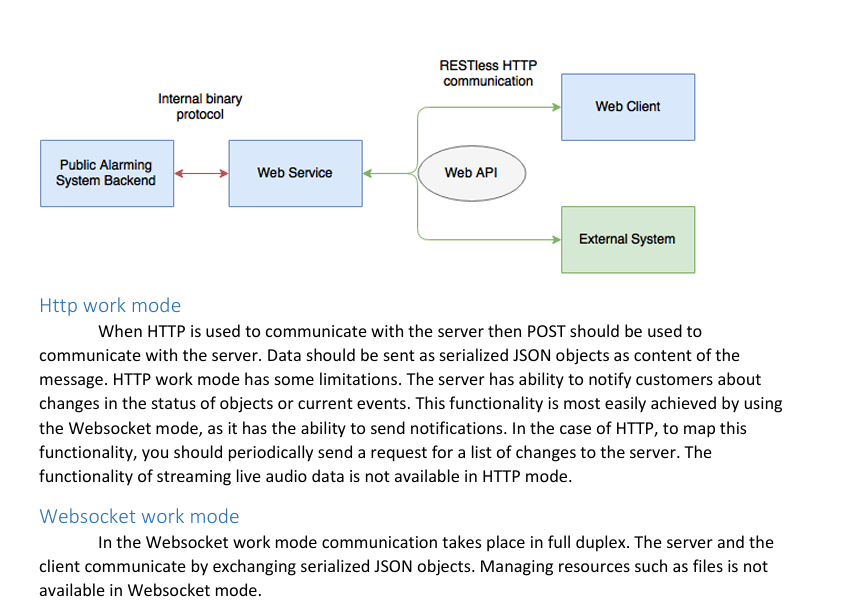 RESTless HTTP
communication
Internal binary
protocol
Web Client
Public Alarming
System Backend
Web Service
Web API
External System
Http work mode
When HTTP is used to communicate with the server then POST should be used to
communicate with the server. Data should be sent as serialized JSON objects as content of the
message. HTTP work mode has some limitations. The server has ability to notify customers about
changes in the status of objects or current events. This functionality is most easily achieved by using
the Websocket mode, as it has the ability to send notifications. In the case of HTTP, to map this
functionality, you should periodically send a request for a list of changes to the server. The
functionality of streaming live audio data is not available in HTTP mode.
Websocket work mode
In the Websocket work mode communication takes place in full duplex. The server and the
client communicate by exchanging serialized JSON objects. Managing resources such as files is not
available in Websocket mode.